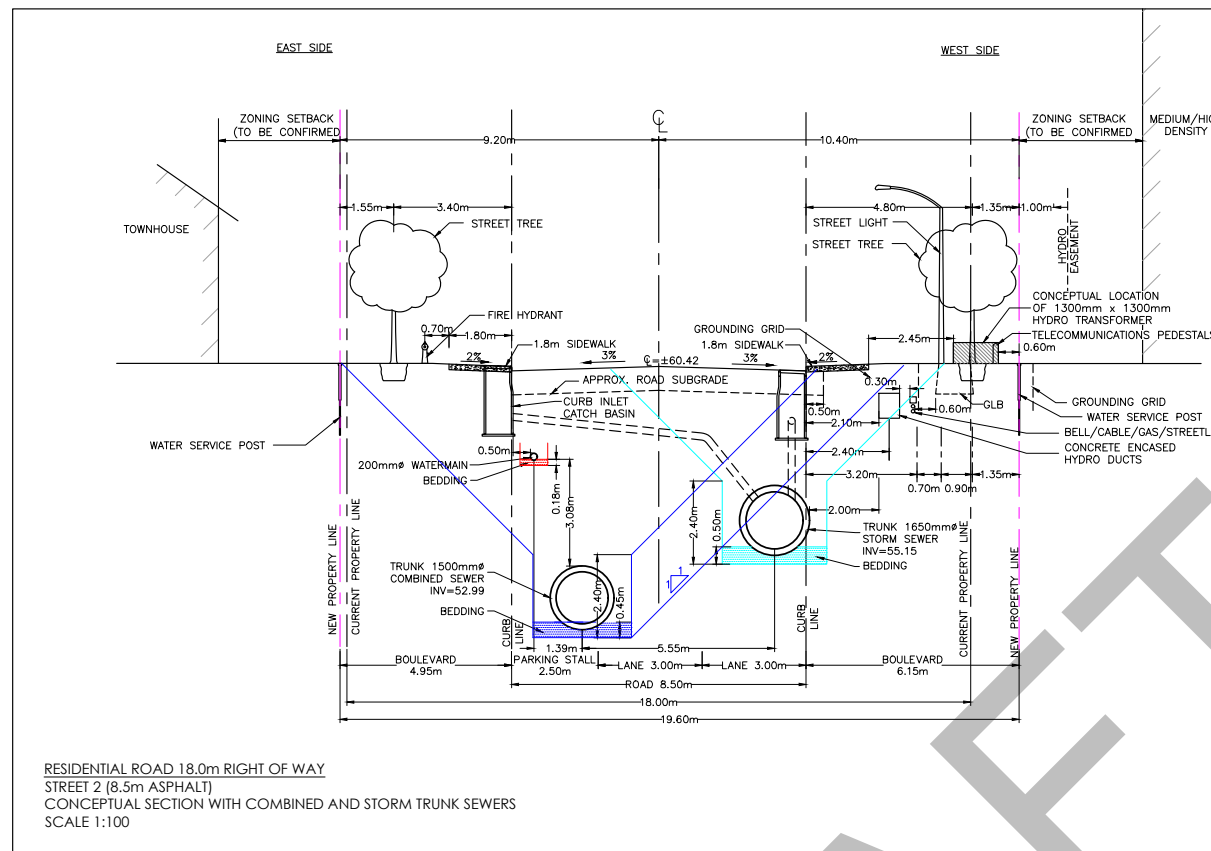 EAST SIDE
WEST SIDE
ZONING SETBACK
(TO BE CONFIRMED
ZONING SETBACK
(TO BE CONFIRMED
DENSITY
9.20m
10.40m
1.55m
3.40m
4.80m
1.35m
1.00m
TOWNHOUSE
STREET TREE
STREET LIGHT
STREET TREE
HYDRO
EASEMENT
CONCEPTUAL LOCATION
OF 1300mm x 1300mm
HYDRO TRANSFORMER
TELECOMMUNICATIONS PEDESTALS
0.60m
FIRE HYDRANT
0.70m
1.80m
1.8m SIDEWALK
GROUNDING GRID
1.8m SIDEWALK
2.45m
2%
3%
℄=±60.42
3%
2%
APPROX. ROAD SUBGRADE
CURB INLET
CATCH BASIN
0.30m
0.50m
0.60m
GLB
2.10m
GROUNDING GRID
WATER SERVICE POST
BELL/CABLE/GAS/STREETL
CONCRETE ENCASED
HYDRO DUCTS
WATER SERVICE POST
0.50m
200mmø WATERMAIN
BEDDING
0.18m
3.08m
2.40m
3.20m
1.35m
0.70m
0.90m
2.40m
0.50m
2.00m
TRUNK 1650mmø
STORM SEWER
INV=55.15
BEDDING
TRUNK 1500mmø
COMBINED SEWER
INV=52.99
BEDDING
2.40m
0.45m
1
1
NEW PROPERTY LINE
CURRENT PROPERTY LINE
CURB
LINE
CURB
LINE
CURRENT PROPERTY LINE
NEW PROPERTY LINE
1.39m
5.55m
BOULEVARD
4.95m
PARKING STALL
2.50m
LANE 3.00m
LANE 3.00m
BOULEVARD
6.15m
ROAD 8.50m
18.00m
19.60m
RESIDENTIAL ROAD 18.0m RIGHT OF WAY
STREET 2 (8.5m ASPHALT)
CONCEPTUAL SECTION WITH COMBINED AND STORM TRUNK SEWERS
SCALE 1:100